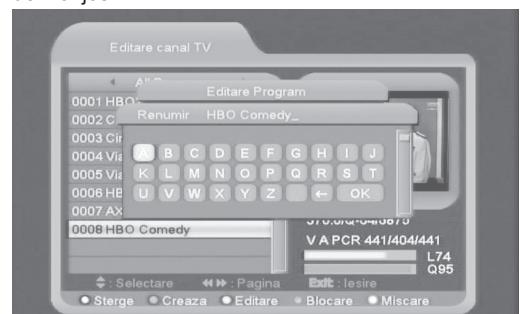 Editare canal TV
Editare Program
Renumir HBO Comedy_
0001 HBO
0002 C
0003 Cir
0004 Via
0005 Via
0006 HB
0007 AX
0008 HBO Comedy
A B C D E F G H I J
K L M N O P Q R S T
U V W X Y Z ← OK
V A PCR 441/404/441
L74
Q95
: Selectare : Pagina Exit : Iesire
Sterge Creaza Editare Blocare Miscare